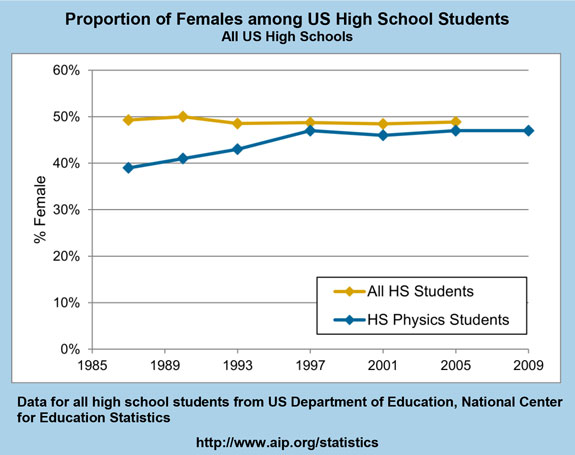 Proportion of Females among US High School Students
All US High Schools
60%
50%
40%
30%
20%
10%
0%
% Female
All HS Students
HS Physics Students
1985 1989 1993 1997 2001 2005 2009
Data for all high school students from US Department of Education, National Center
for Education Statistics
http://www.aip.org/statistics